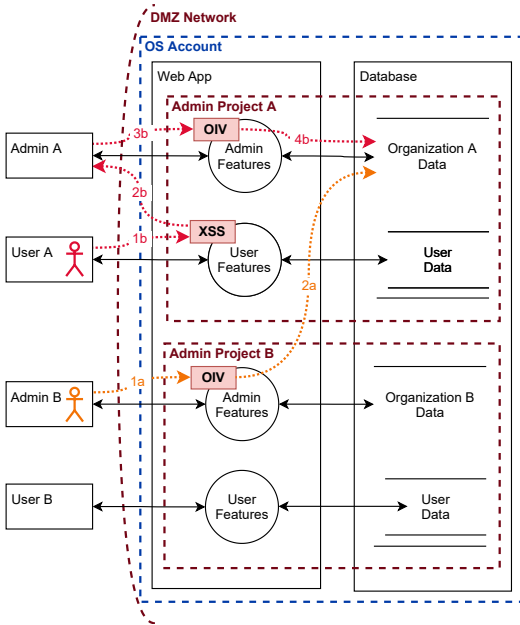 DMZ Network
OS Account
Web App
Database
Admin Project A
3b
OIV
4b
Admin A
Admin
Features
Organization A
Data
2b
XSS
1b
User A
User
Features
User
Data
2a
Admin Project B
1a
OIV
Admin B
Admin
Features
Organization B
Data
User B
User
Features
User
Data